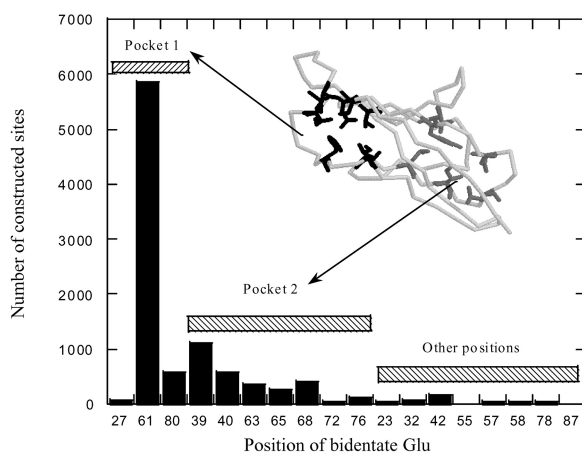 Pocket 1
7000
6000
5000
4000
3000
2000
1000
0
Number of constructed sites
Pocket 2
Other positions
27 61 80 39 40 63 65 68 72 76 23 32 42 55 57 58 78 87
Position of bidentate Glu